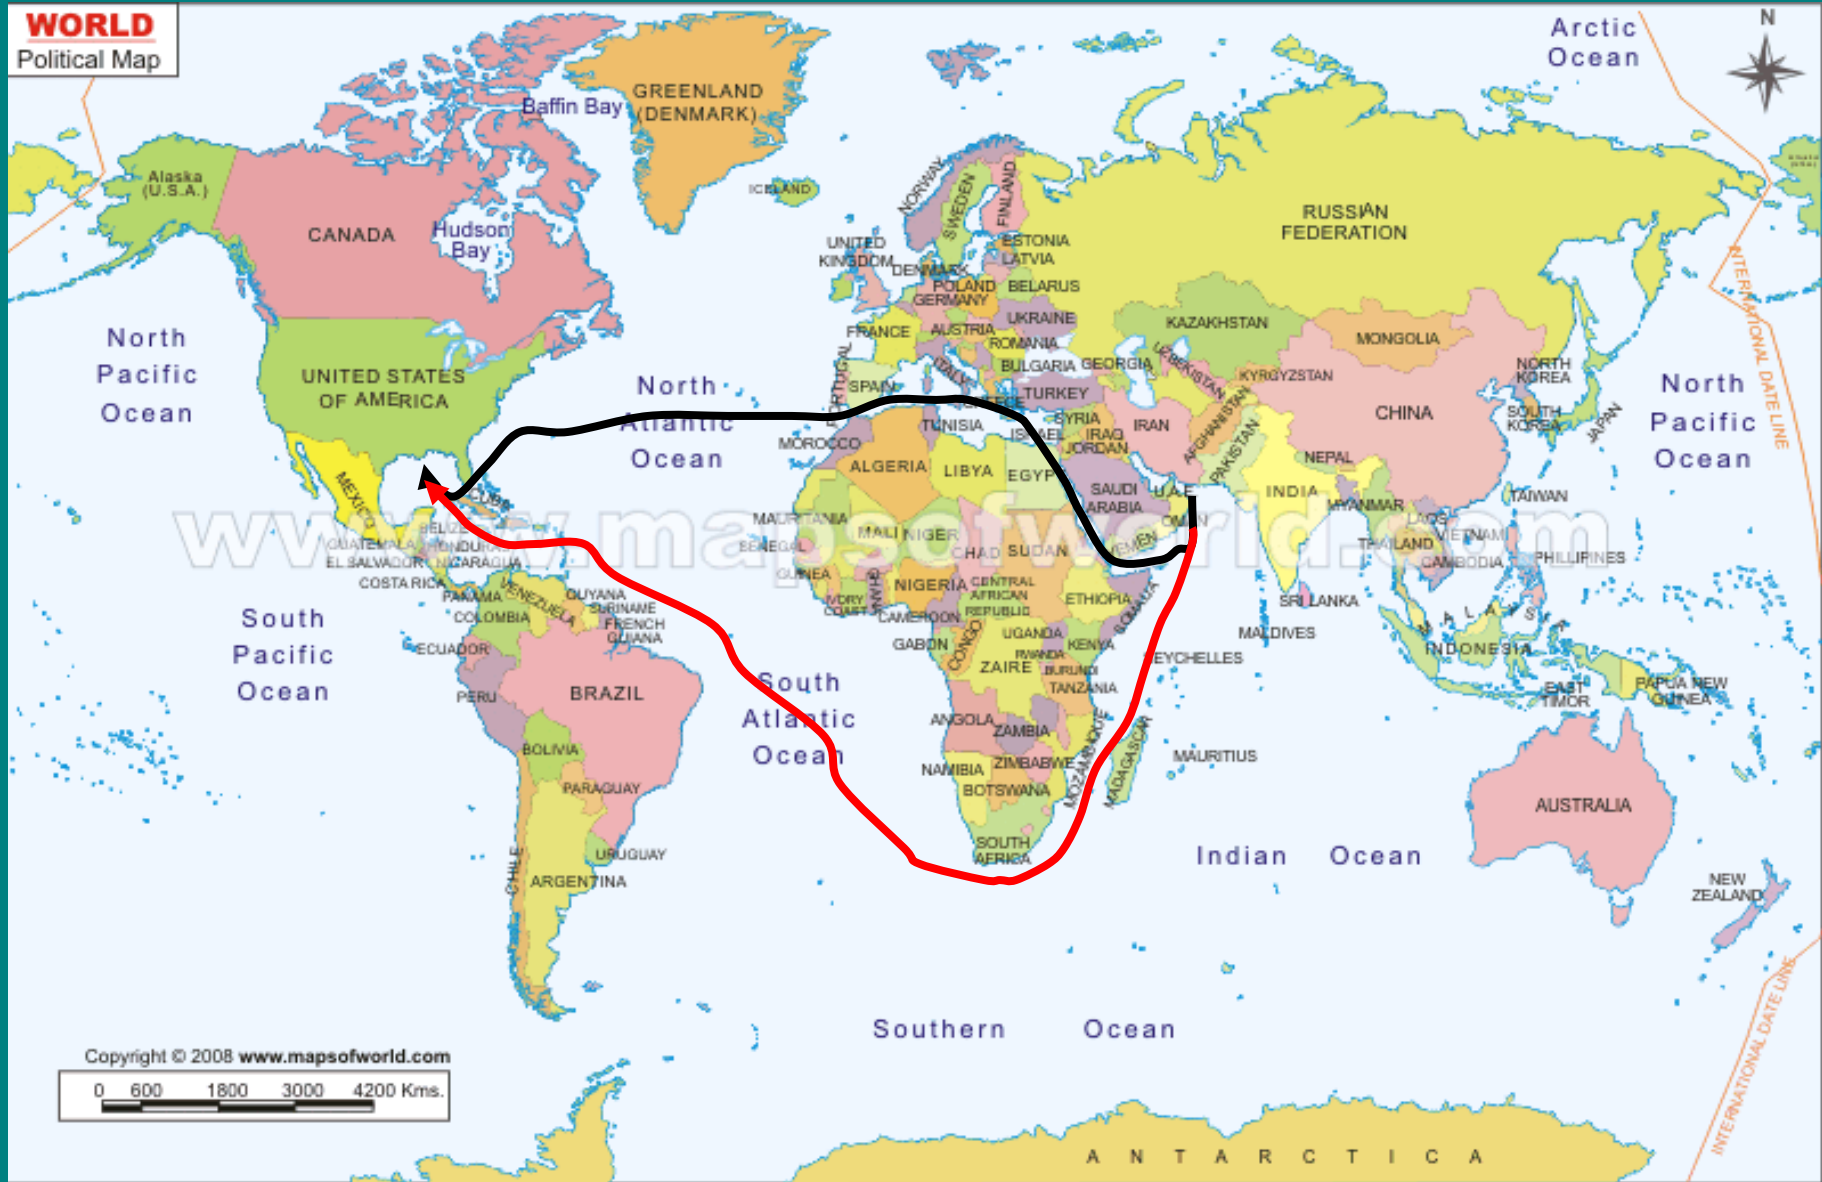 WORLD
Political Map
Arctic
Ocean
N
GREENLAND
(DENMARK)
Baffin Bay
Alaska
(U.S.A.)
ICELAND
NORWAY
SWEDEN
FINLAND
RUSSIAN
FEDERATION
CANADA
Hudson
Bay
UNITED
KINGDOM
ESTONIA
LATVIA
DENMARK
POLAND
BELARUS
GERMANY
UKRAINE
FRANCE
AUSTRIA
ROMANIA
KAZAKHSTAN
MONGOLIA
INTERNATIONAL DATE LINE
North
Pacific
Ocean
UNITED STATES
OF AMERICA
North
Atlantic
Ocean
PORTUGAL
SPAIN
ITALY
BULGARIA
GEORGIA
UZBEKISTAN
KYRGYZSTAN
GREECE
TURKEY
NORTH
KOREA
SOUTH
KOREA
JAPAN
North
Pacific
Ocean
CHINA
SYRIA
IRAQ
IRAN
AFGHANISTAN
PAKISTAN
TUNISIA
ISRAEL
JORDAN
MOROCCO
ALGERIA
LIBYA
EGYPT
SAUDI
ARABIA
U.A.E
OMAN
NEPAL
INDIA
MYANMAR
TAIWAN
LAOS
VIETNAM
THAILAND
CAMBODIA
PHILLIPINES
MEXICO
CUBA
www.mapsofworld.com
BELIZE
GUATEMALA
HONDURAS
EL SALVADOR
NICARAGUA
COSTA RICA
PANAMA
VENEZUELA
GUYANA
SURINAME
FRENCH
GUIANA
COLOMBIA
ECUADOR
PERU
BRAZIL
BOLIVIA
PARAGUAY
URUGUAY
CHILE
ARGENTINA
MAURITANIA
MALI
NIGER
CHAD
SUDAN
YEMEN
SENEGAL
GUINEA
IVORY
COAST
GHANA
NIGERIA
CENTRAL
AFRICAN
REPUBLIC
ETHIOPIA
SOMALIA
CAMEROON
GABON
CONGO
UGANDA
KENYA
RWANDA
BURUNDI
ZAIRE
TANZANIA
SEYCHELLES
MALDIVES
SRI LANKA
MALAYSIA
INDONESIA
EAST
TIMOR
PAPUA NEW
GUINEA
South
Pacific
Ocean
South
Atlantic
Ocean
ANGOLA
ZAMBIA
NAMIBIA
ZIMBABWE
BOTSWANA
MOZAMBIQUE
MADAGASCAR
MAURITIUS
SOUTH
AFRICA
Indian Ocean
AUSTRALIA
NEW
ZEALAND
Southern Ocean
INTERNATIONAL DATE LINE
Copyright © 2008 www.mapsofworld.com
0 600 1800 3000 4200 Kms.
ANTARCTICA